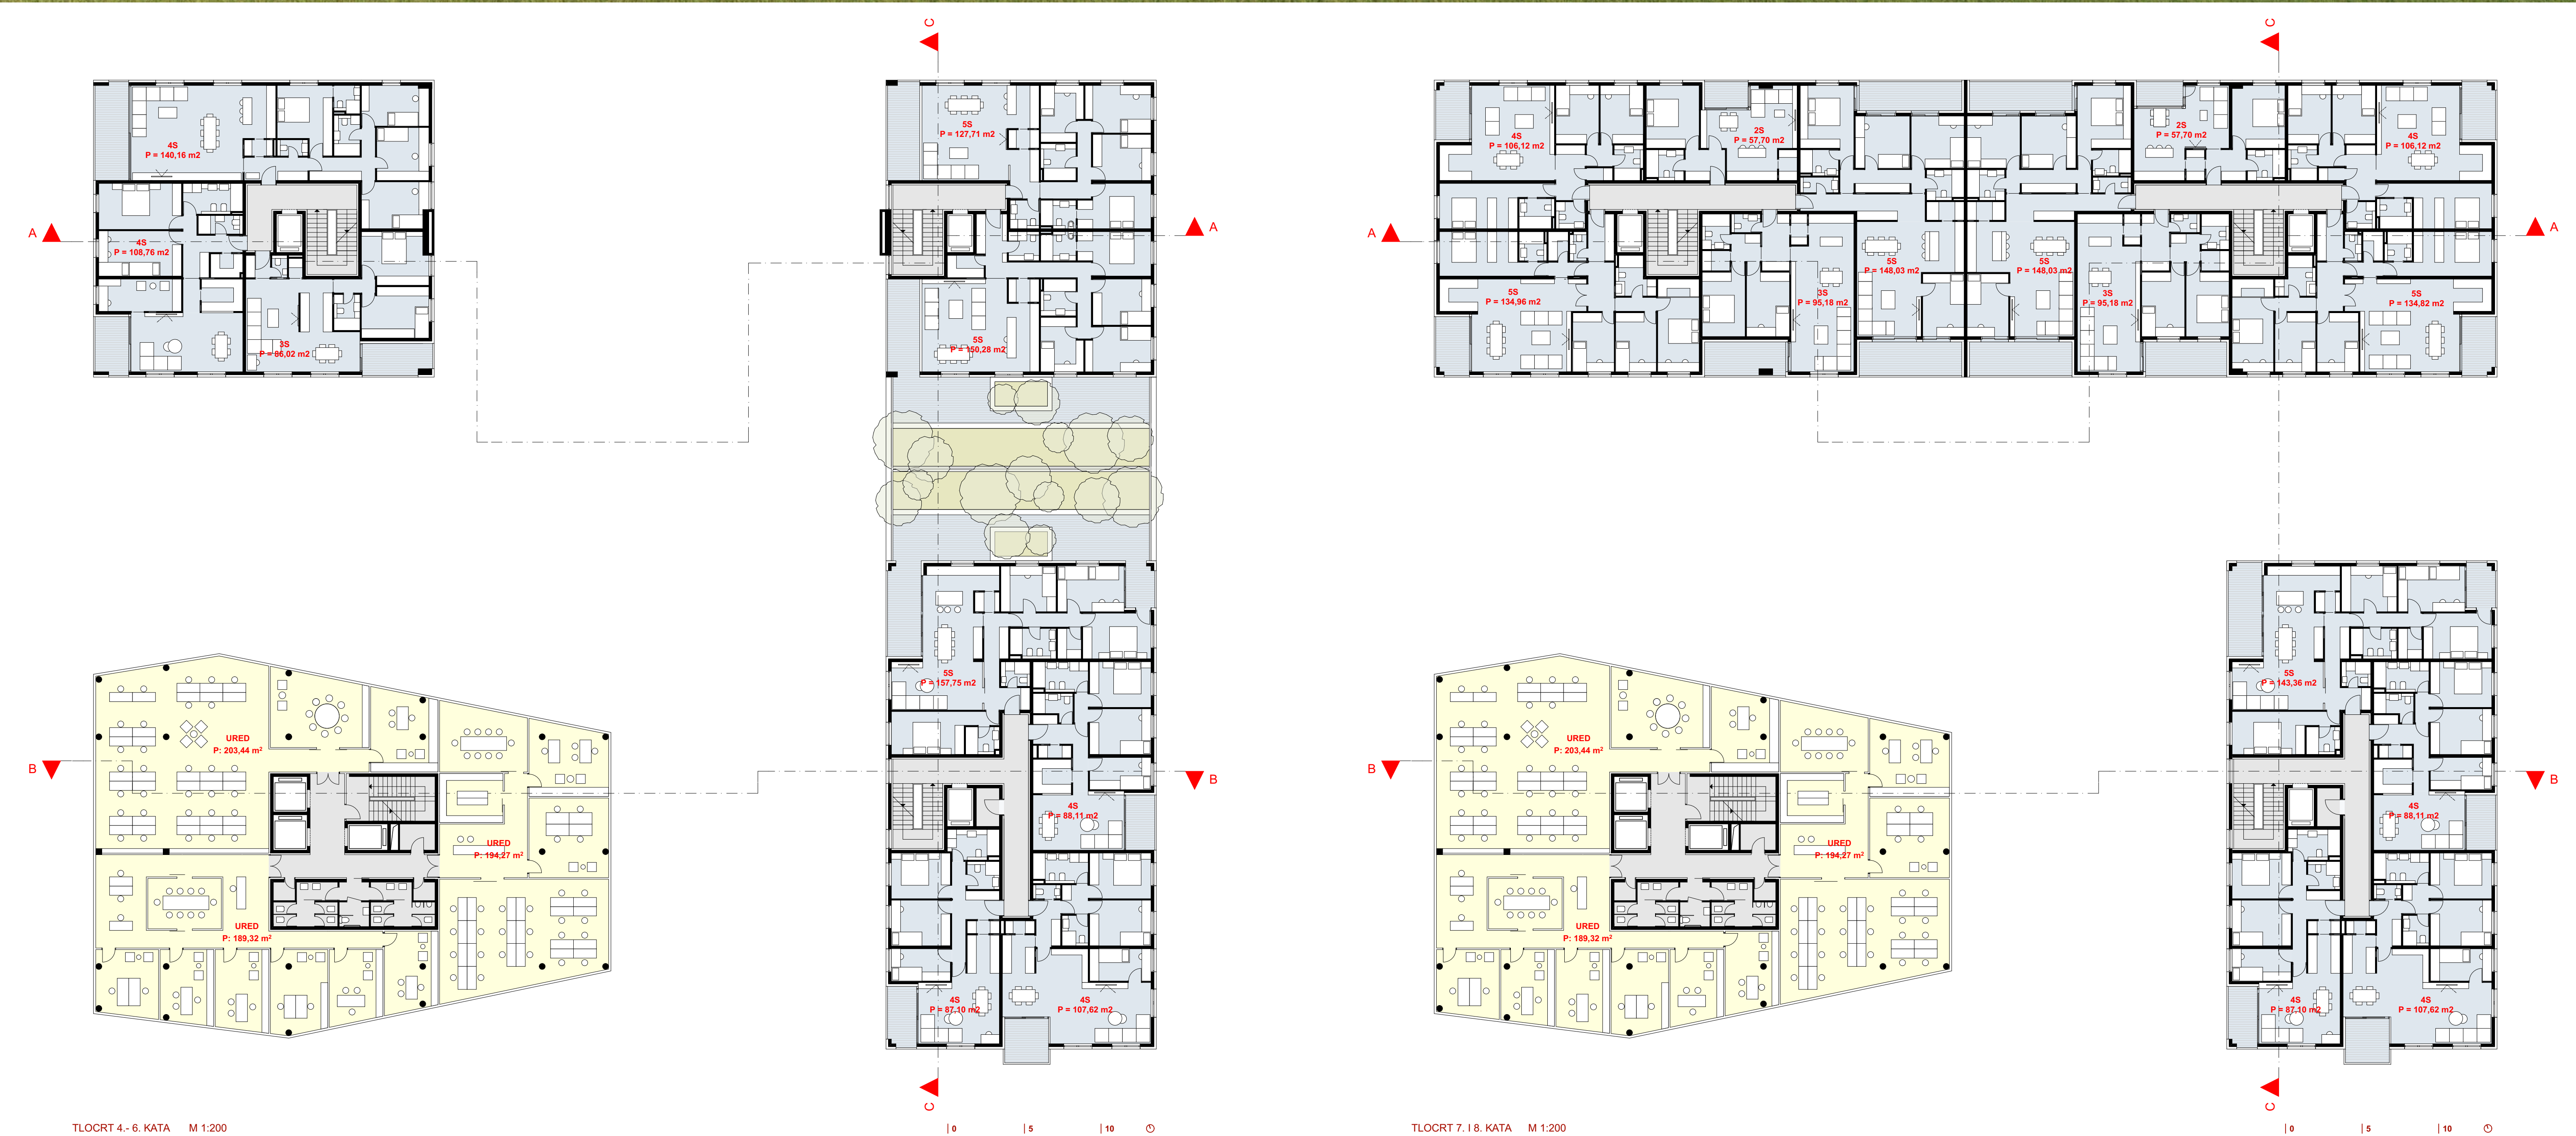 C
C
4S
P = 140,16 m2
5S
P = 127,71 m2
A
4S
P = 108,76 m2
A
3S
P = 86,02 m2
5S
P = 150,28 m2
5S
P = 157,75 m2
URED
P: 203,44 m²
B
B
4S
P = 88,11 m2
URED
P: 194,27 m²
URED
P: 189,32 m²
4S
P = 87,10 m2
4S
P = 107,62 m2
C
TLOCRT 4.- 6. KATA M 1:200
0 5 10
4S
P = 106,12 m2
2S
P = 57,70 m2
2S
P = 57,70 m2
4S
P = 106,12 m2
A
A
5S
P = 134,96 m2
3S
P = 95,18 m2
5S
P = 148,03 m2
5S
P = 148,03 m2
3S
P = 95,18 m2
5S
P = 134,82 m2
5S
P = 143,36 m2
URED
P: 203,44 m²
B
B
4S
P = 88,11 m2
URED
P: 194,27 m²
URED
P: 189,32 m²
4S
P = 87,10 m2
4S
P = 107,62 m2
C
TLOCRT 7. I 8. KATA M 1:200
0 5 10